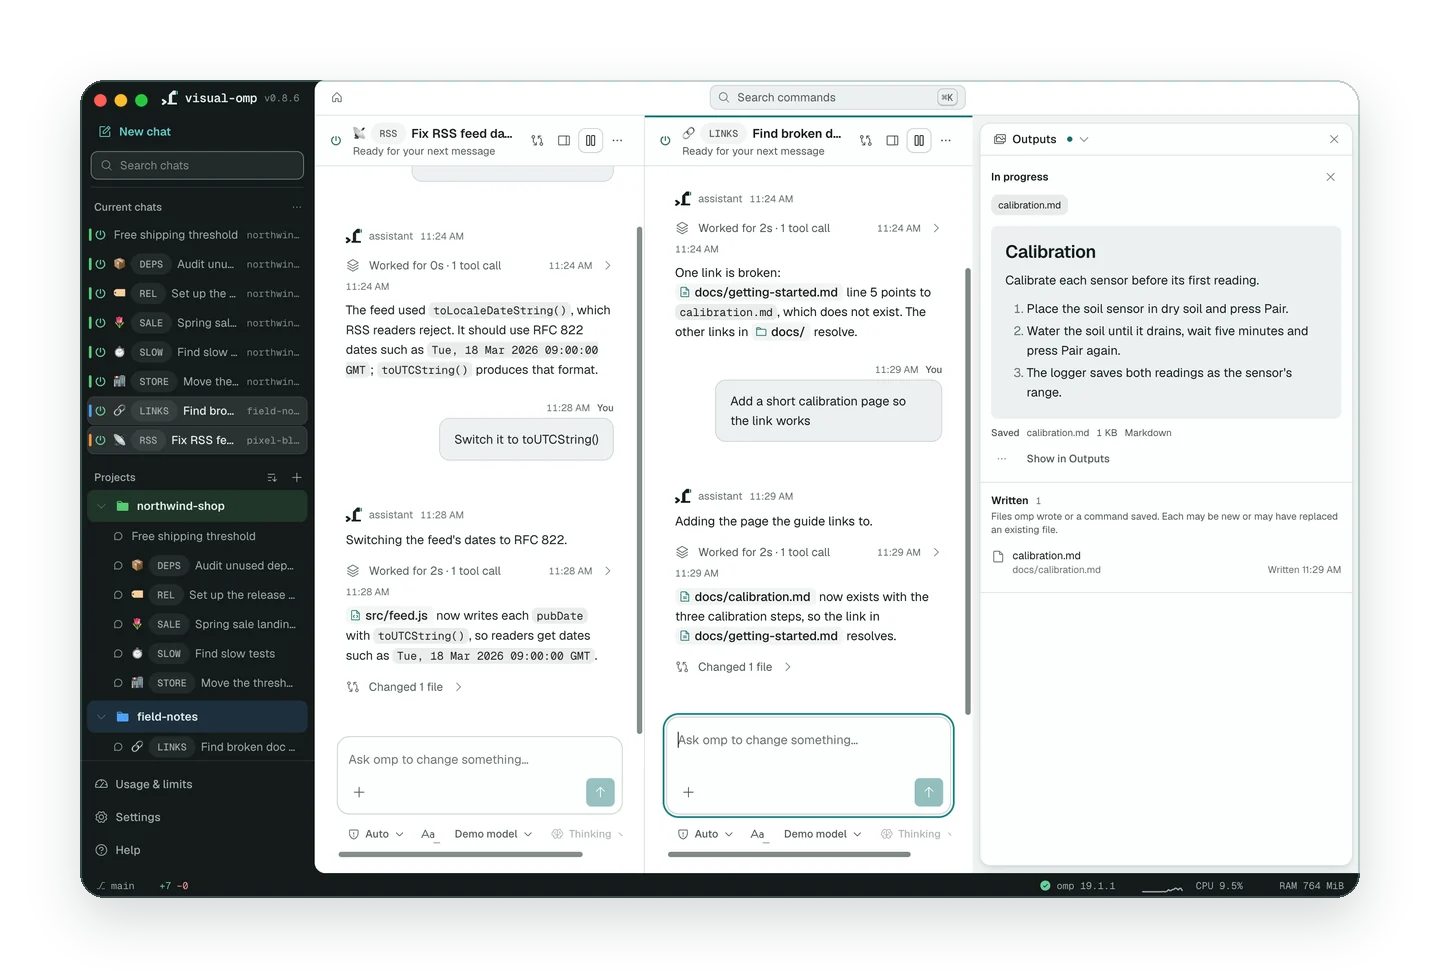 visual-omp v0.8.6
New chat
Search chats
Current chats
Free shipping threshold northwin...
DEPS Audit unu... northwin...
REL Set up the ... northwin...
SALE Spring sal... northwin...
SLOW Find slow ... northwin...
STORE Move the... northwin...
LINKS Find bro... field-no...
RSS Fix RSS fe... pixel-bl...
Projects
northwind-shop
Free shipping threshold
DEPS Audit unused dep...
REL Set up the release ...
SALE Spring sale landin...
SLOW Find slow tests
STORE Move the thresh...
field-notes
LINKS Find broken doc ...
Usage & limits
Settings
Help
Search commands ⌘K
RSS Fix RSS feed da...
Ready for your next message
assistant 11:24 AM
Worked for 0s · 1 tool call 11:24 AM
11:24 AM
The feed used toLocaleDateString(), which
RSS readers reject. It should use RFC 822
dates such as Tue, 18 Mar 2026 09:00:00
GMT; toUTCString() produces that format.
11:28 AM You
Switch it to toUTCString()
assistant 11:28 AM
Switching the feed's dates to RFC 822.
Worked for 2s · 1 tool call 11:28 AM
11:28 AM
src/feed.js now writes each pubDate
with toUTCString(), so readers get dates
such as Tue, 18 Mar 2026 09:00:00 GMT.
Changed 1 file
Ask omp to change something...
Auto Aa_ Demo model Thinking
LINKS Find broken d...
Ready for your next message
assistant 11:24 AM
Worked for 2s · 1 tool call 11:24 AM
11:24 AM
One link is broken:
docs/getting-started.md line 5 points to
calibration.md, which does not exist. The
other links in docs/ resolve.
11:29 AM You
Add a short calibration page so
the link works
assistant 11:29 AM
Adding the page the guide links to.
Worked for 2s · 1 tool call 11:29 AM
11:29 AM
docs/calibration.md now exists with the
three calibration steps, so the link in
docs/getting-started.md resolves.
Changed 1 file
Ask omp to change something...
Auto Aa_ Demo model Thinking
Outputs
In progress
calibration.md
Calibration
Calibrate each sensor before its first reading.
1. Place the soil sensor in dry soil and press Pair.
2. Water the soil until it drains, wait five minutes and
press Pair again.
3. The logger saves both readings as the sensor's
range.
Saved calibration.md 1 KB Markdown
... Show in Outputs
Written 1
Files omp wrote or a command saved. Each may be new or may have replaced
an existing file.
calibration.md
docs/calibration.md Written 11:29 AM
main +7 −0
omp 19.1.1 CPU 9.5% RAM 764 MiB